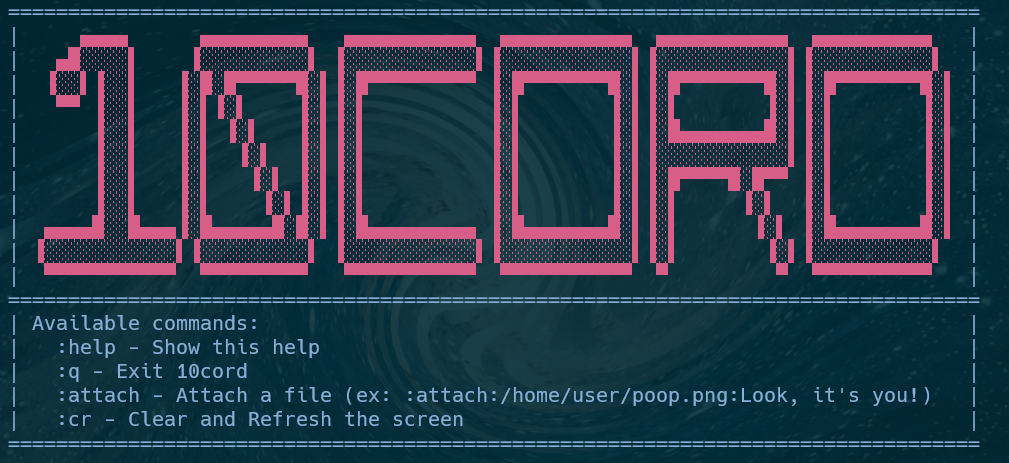 10CORD
Available commands:
:help - Show this help
:q - Exit 10cord
:attach - Attach a file (ex: :attach:/home/user/poop.png:Look, it's you!)
:cr - Clear and Refresh the screen